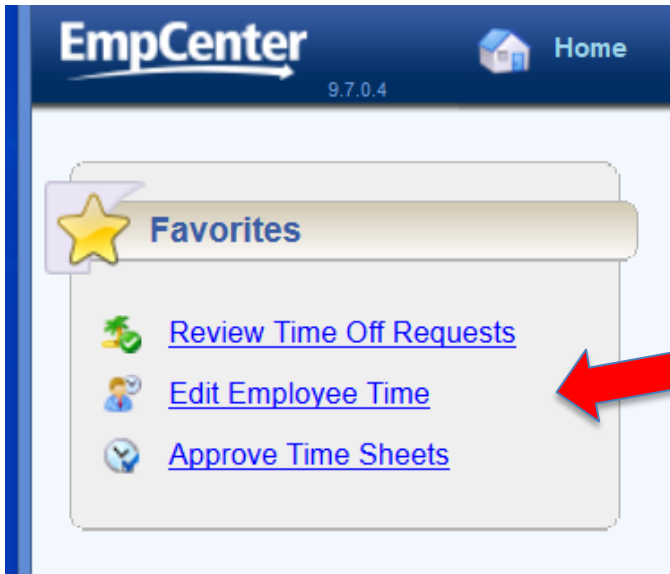 EmpCenter
9.7.0.4
Home
Favorites
Review Time Off Requests
Edit Employee Time
Approve Time Sheets